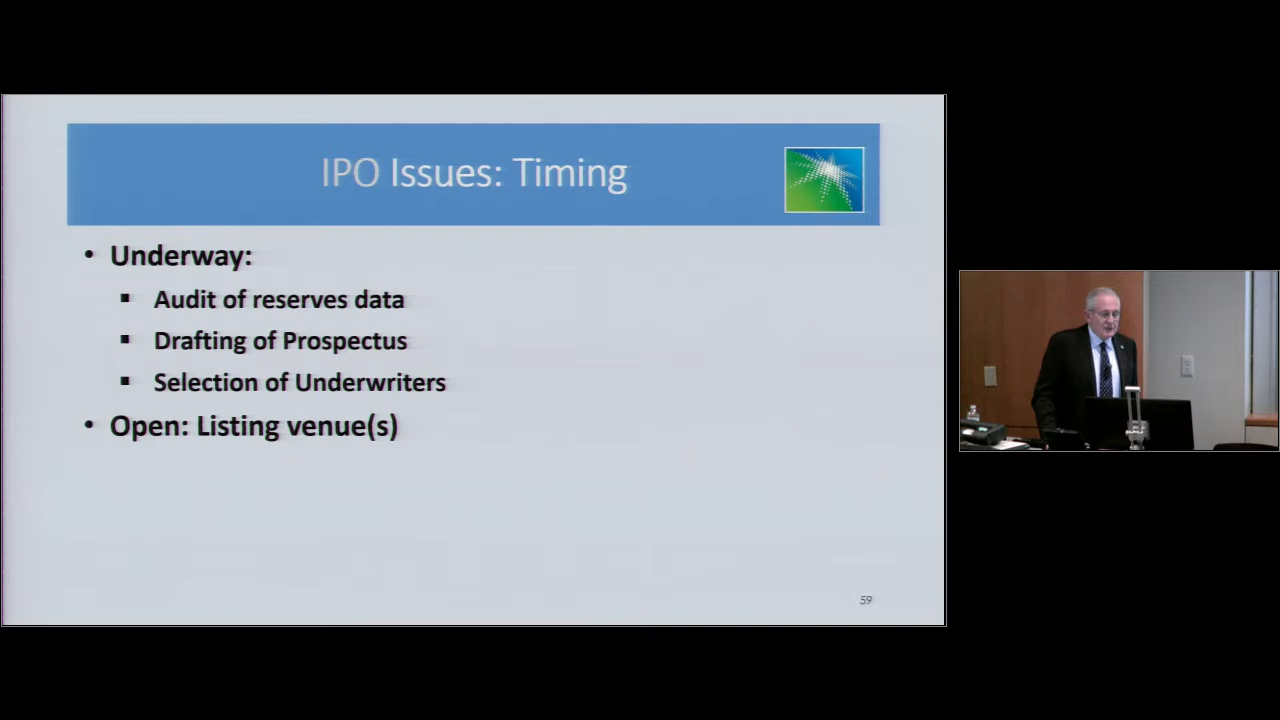 IPO Issues: Timing
• Underway:
▪ Audit of reserves data
▪ Drafting of Prospectus
▪ Selection of Underwriters
• Open: Listing venue(s)
59